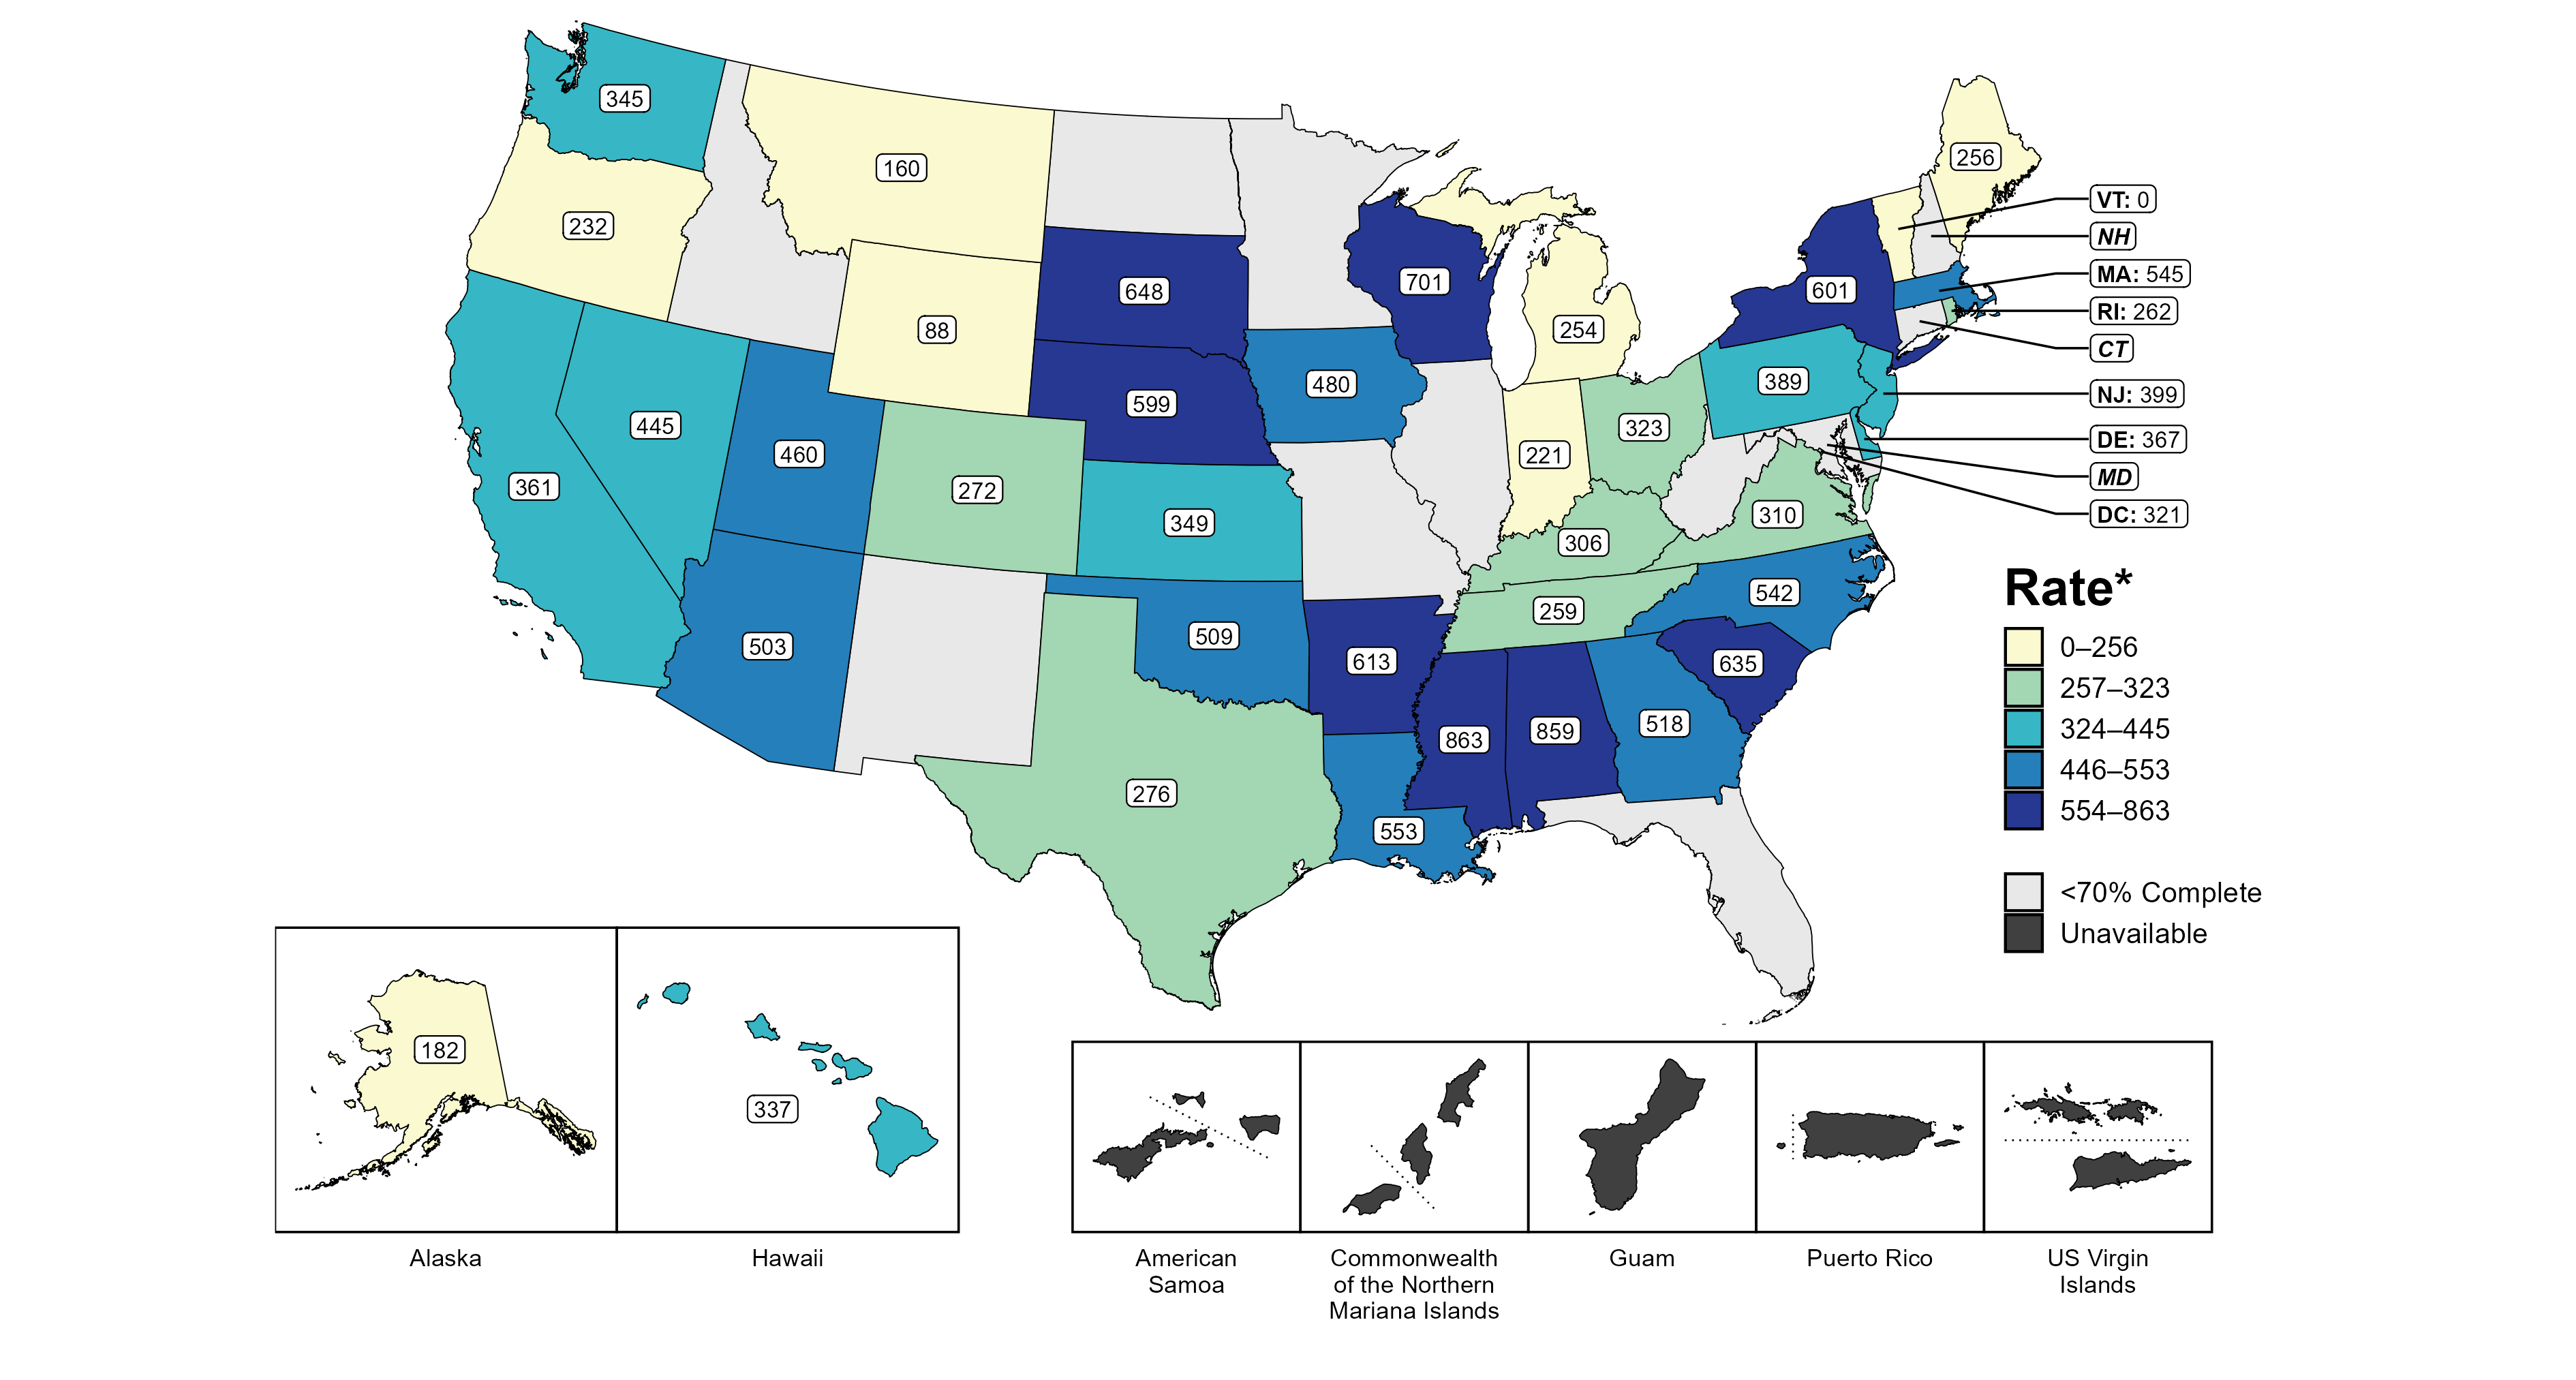 345
160
232
88
648
701
254
256
601
VT: 0
NH
MA: 545
RI: 262
CT
NJ: 399
DE: 367
MD
DC: 321
445
460
361
272
599
480
349
221
323
389
306
310
259
542
503
509
276
613
863
859
518
635
553
Rate*
0–256
257–323
324–445
446–553
554–863
<70% Complete
Unavailable
182
337
Alaska
Hawaii
American
Samoa
Commonwealth
of the Northern
Mariana Islands
Guam
Puerto Rico
US Virgin
Islands